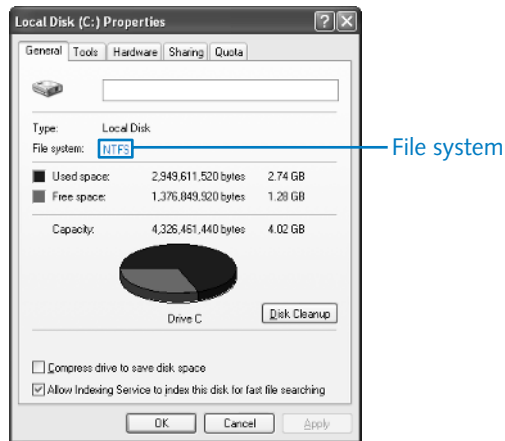 Local Disk (C:) Properties
General Tools Hardware Sharing Quota
Type: Local Disk
File system: NTFS
File system
Used space: 2,949,611,520 bytes 2.74 GB
Free space: 1,376,849,920 bytes 1.28 GB
Capacity: 4,326,461,440 bytes 4.02 GB
Drive C
Disk Cleanup
Compress drive to save disk space
Allow Indexing Service to index this disk for fast file searching
OK Cancel Apply